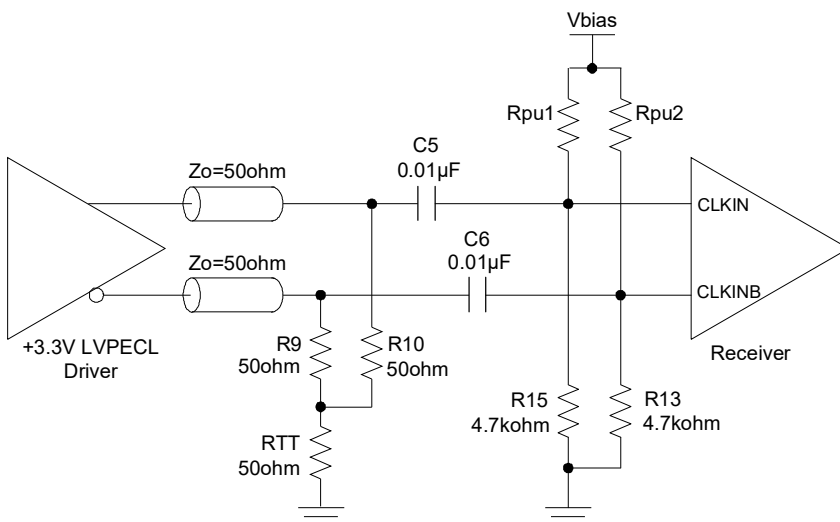 Vbias
Rpu1
Rpu2
C5
0.01µF
Zo=50ohm
CLKIN
C6
0.01µF
Zo=50ohm
CLKINB
+3.3V LVPECL
Driver
R9
50ohm
R10
50ohm
Receiver
R15
4.7kohm
R13
4.7kohm
RTT
50ohm